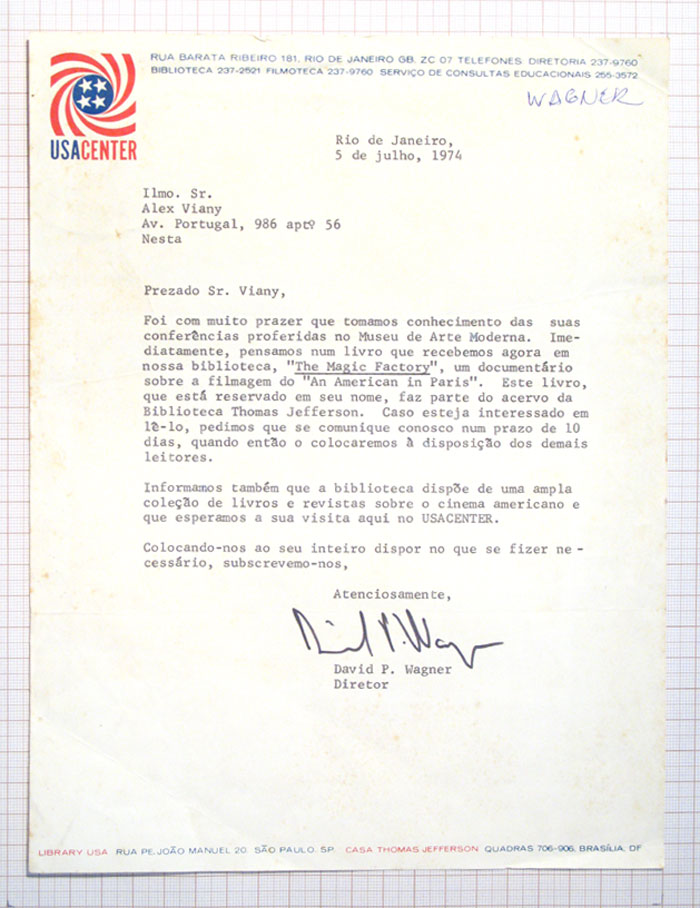 RUA BARATA RIBEIRO 181, RIO DE JANEIRO GB, ZC 07 TELEFONES DIRETORIA 237-9760
BIBLIOTECA 237-2521 FILMOTECA 237-9760 SERVIÇO DE CONSULTAS EDUCACIONAIS 255-3572
USACENTER
WAGNER
Rio de Janeiro,
5 de julho, 1974
Ilmo. Sr.
Alex Viany
Av. Portugal, 986 aptº 56
Nesta
Prezado Sr. Viany,
Foi com muito prazer que tomamos conhecimento das suas
conferências proferidas no Museu de Arte Moderna. Ime-
diatamente, pensamos num livro que recebemos agora em
nossa biblioteca, "The Magic Factory", um documentário
sobre a filmagem do "An American in Paris". Este livro,
que está reservado em seu nome, faz parte do acervo da
Biblioteca Thomas Jefferson. Caso esteja interessado em
lê-lo, pedimos que se comunique conosco num prazo de 10
dias, quando então o colocaremos à disposição dos demais
leitores.
Informamos também que a biblioteca dispõe de uma ampla
coleção de livros e revistas sobre o cinema americano e
que esperamos a sua visita aqui no USACENTER.
Colocando-nos ao seu inteiro dispor no que se fizer ne-
cessário, subscrevemo-nos,
Atenciosamente,
David P. Wagner
David P. Wagner
Diretor
LIBRARY USA RUA PE. JOÃO MANUEL 20. SÃO PAULO. SP. CASA THOMAS JEFFERSON QUADRAS 706-906. BRASÍLIA, DF